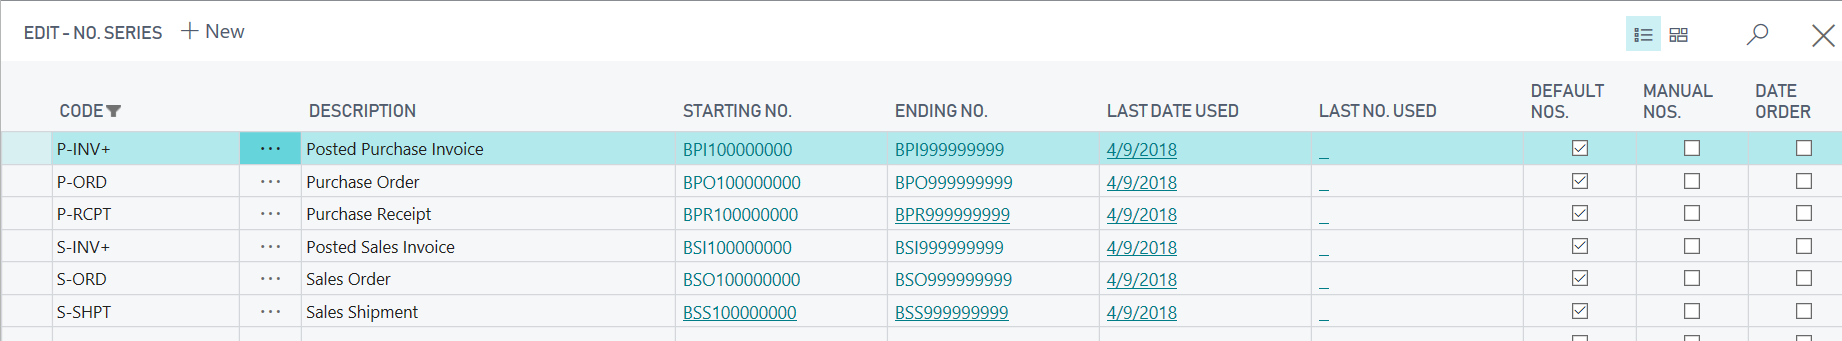 EDIT - NO. SERIES + New
CODE DESCRIPTION STARTING NO. ENDING NO. LAST DATE USED LAST NO. USED DEFAULT NOS. MANUAL NOS. DATE ORDER
P-INV+ ··· Posted Purchase Invoice BPI100000000 BPI999999999 4/9/2018 _
P-ORD ··· Purchase Order BPO100000000 BPO999999999 4/9/2018 _
P-RCPT ··· Purchase Receipt BPR100000000 BPR999999999 4/9/2018 _
S-INV+ ··· Posted Sales Invoice BSI100000000 BSI999999999 4/9/2018 _
S-ORD ··· Sales Order BSO100000000 BSO999999999 4/9/2018 _
S-SHPT ··· Sales Shipment BSS100000000 BSS999999999 4/9/2018 _